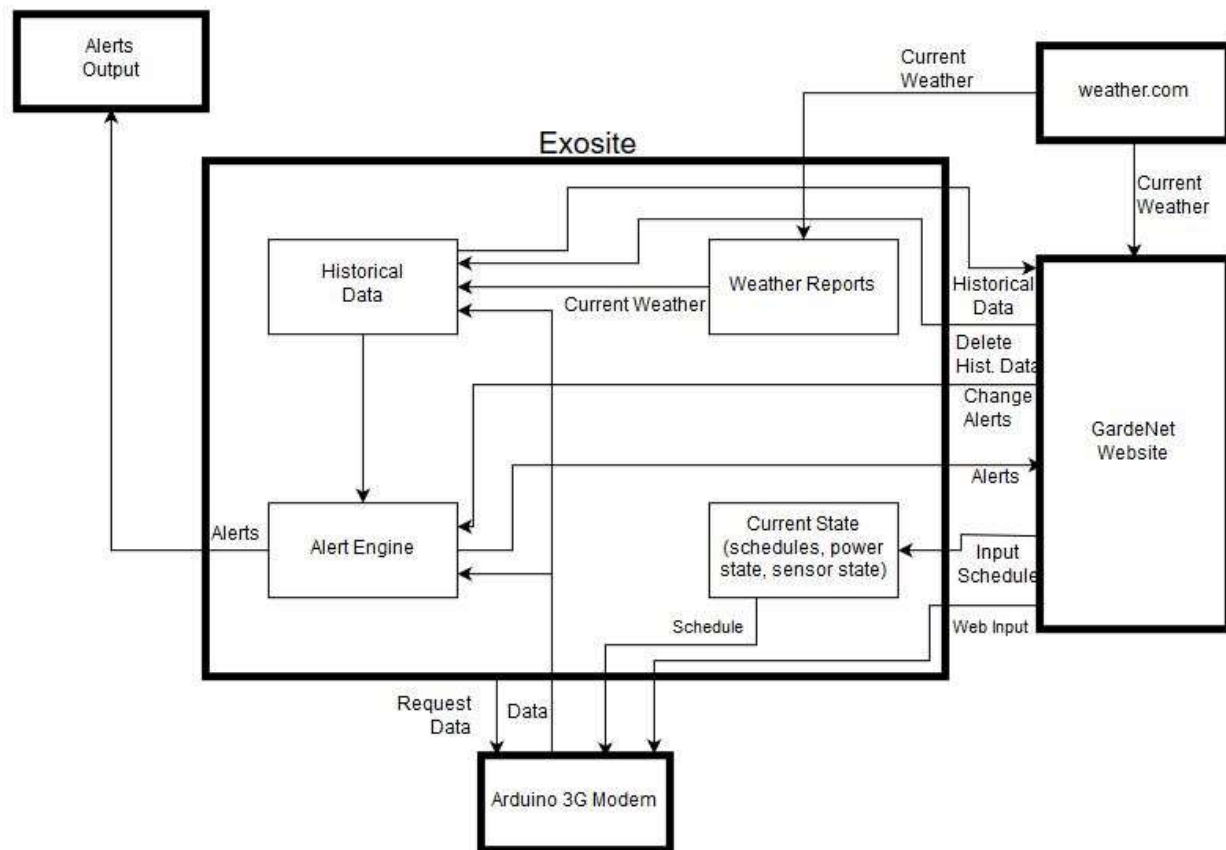 Alerts
Output
Current
Weather
weather.com
Exosite
Current
Weather
Historical
Data
Weather Reports
Current Weather
Historical
Data
Delete
Hist. Data
Change
Alerts
GardeNet
Website
Alerts
Alerts
Alert Engine
Current State
(schedules, power
state, sensor state)
Input
Schedule
Schedule
Web Input
Request
Data
Data
Arduino 3G Modem